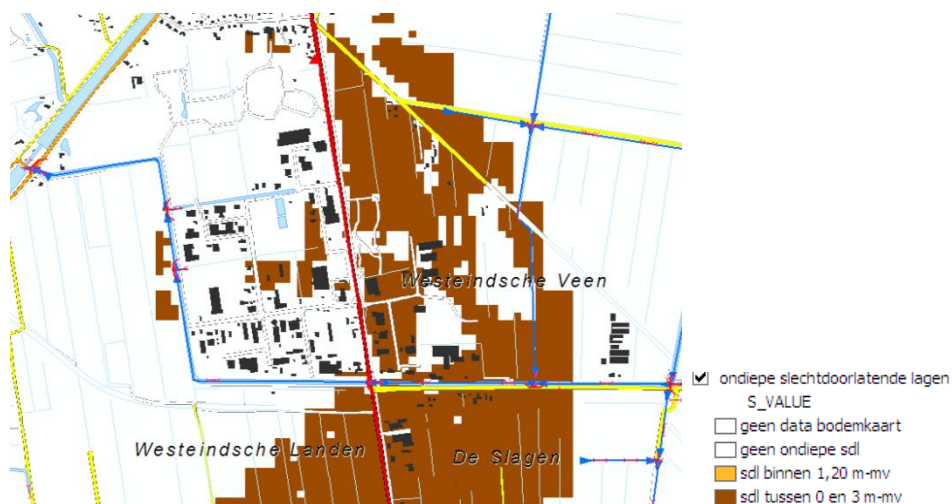 Westeindsche Veen
Westeindsche Landen
De Slagen
ondiepe slechtdoorlatende lagen
S_VALUE
geen data bodemkaart
geen ondiepe sdl
sdl binnen 1,20 m-mv
sdl tussen 0 en 3 m-mv